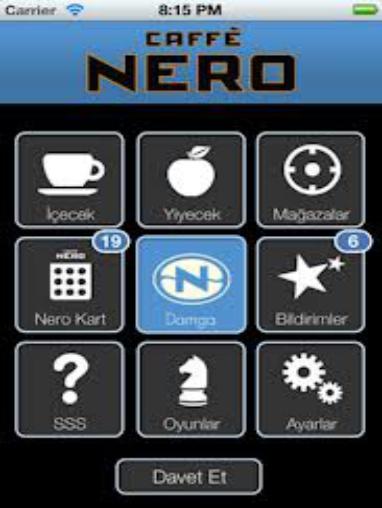 Carrier 8:15 PM
CAFFÈ
NERO
İçecek Yiyecek Mağazalar
19 6
NERO
Nero Kart Damga Bildirimler
N
?
SSS Oyunlar Ayarlar
Davet Et